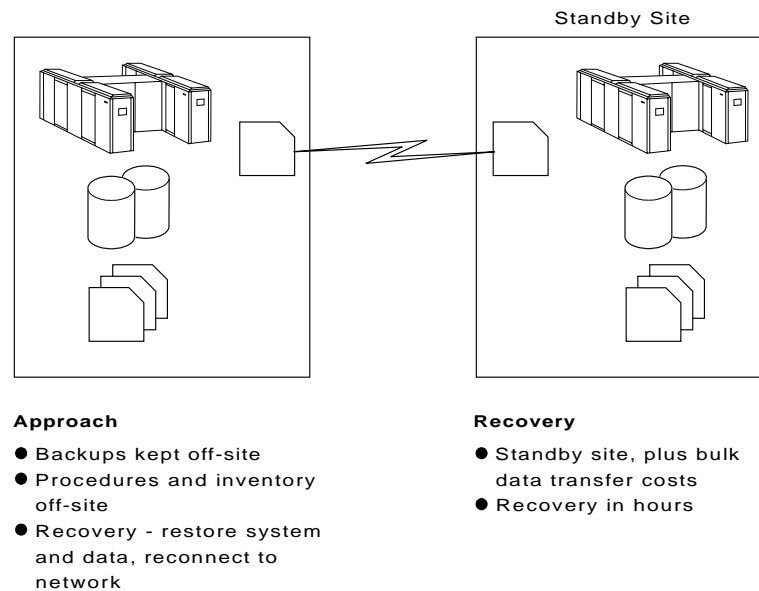 Standby Site
Approach
● Backups kept off-site
● Procedures and inventory
off-site
● Recovery - restore system
and data, reconnect to
network
Recovery
● Standby site, plus bulk
data transfer costs
● Recovery in hours